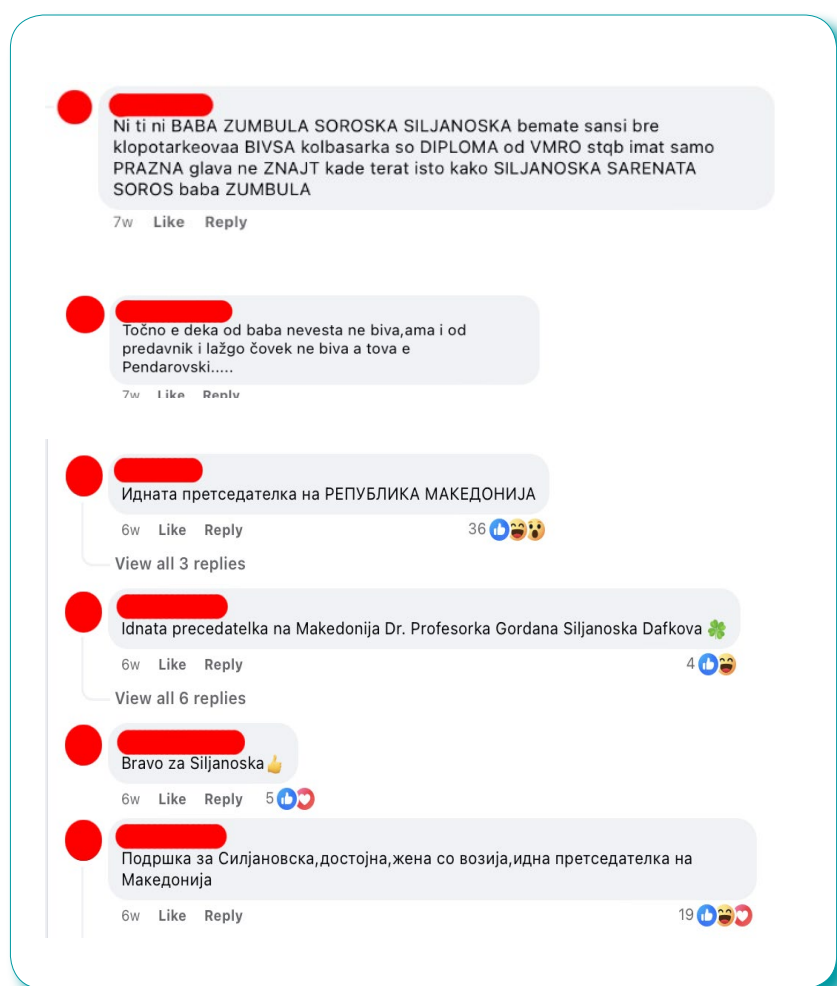 Ni ti ni BABA ZUMBULA SOROSKA SILJANOSKA bemate sansi bre
klopotarkeovaa BIVSA kolbasarka so DIPLOMA od VMRO stqb imat samo
PRAZNA glava ne ZNAJT kade terat isto kako SILJANOSKA SARENATA
SOROS baba ZUMBULA
7w Like Reply
Točno e deka od baba nevesta ne biva,ama i od
predavnik i lažgo čovek ne biva a tova e
Pendarovski.....
7w Like Reply
Идната претседателка на РЕПУБЛИКА МАКЕДОНИЈА
6w Like Reply 36
View all 3 replies
Idnata precedatelka na Makedonija Dr. Profesorka Gordana Siljanoska Dafkova 🍀
6w Like Reply 4
View all 6 replies
Bravo za Siljanoska👍
6w Like Reply 5
Подршка за Силјановска,достојна,жена со возија,идна претседателка на
Македонија
6w Like Reply 19